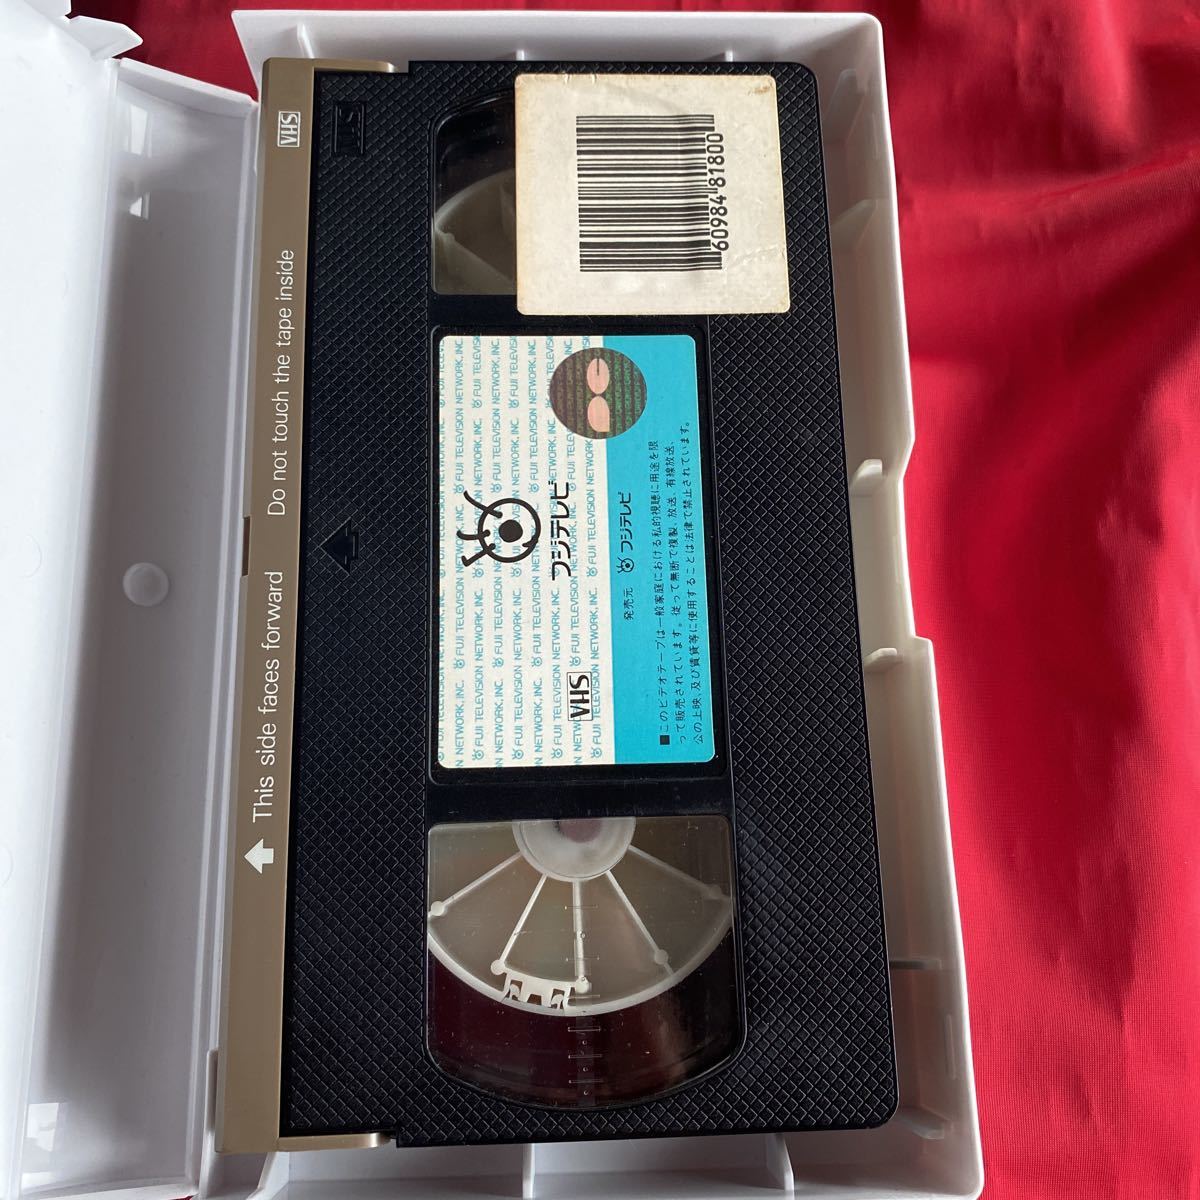 VHS
Do not touch the tape inside
This side faces forward
60984 81800
FUJI TELEVISION NETWORK, INC.
フジテレビ
VHS
発売元 フジテレビ
■このビデオテープは一般家庭における私的視聴に用途を限
って販売されています。従って無断で複製、放送、有線放送、
公の上映、及び賃貸等に使用することは法律で禁止されています。